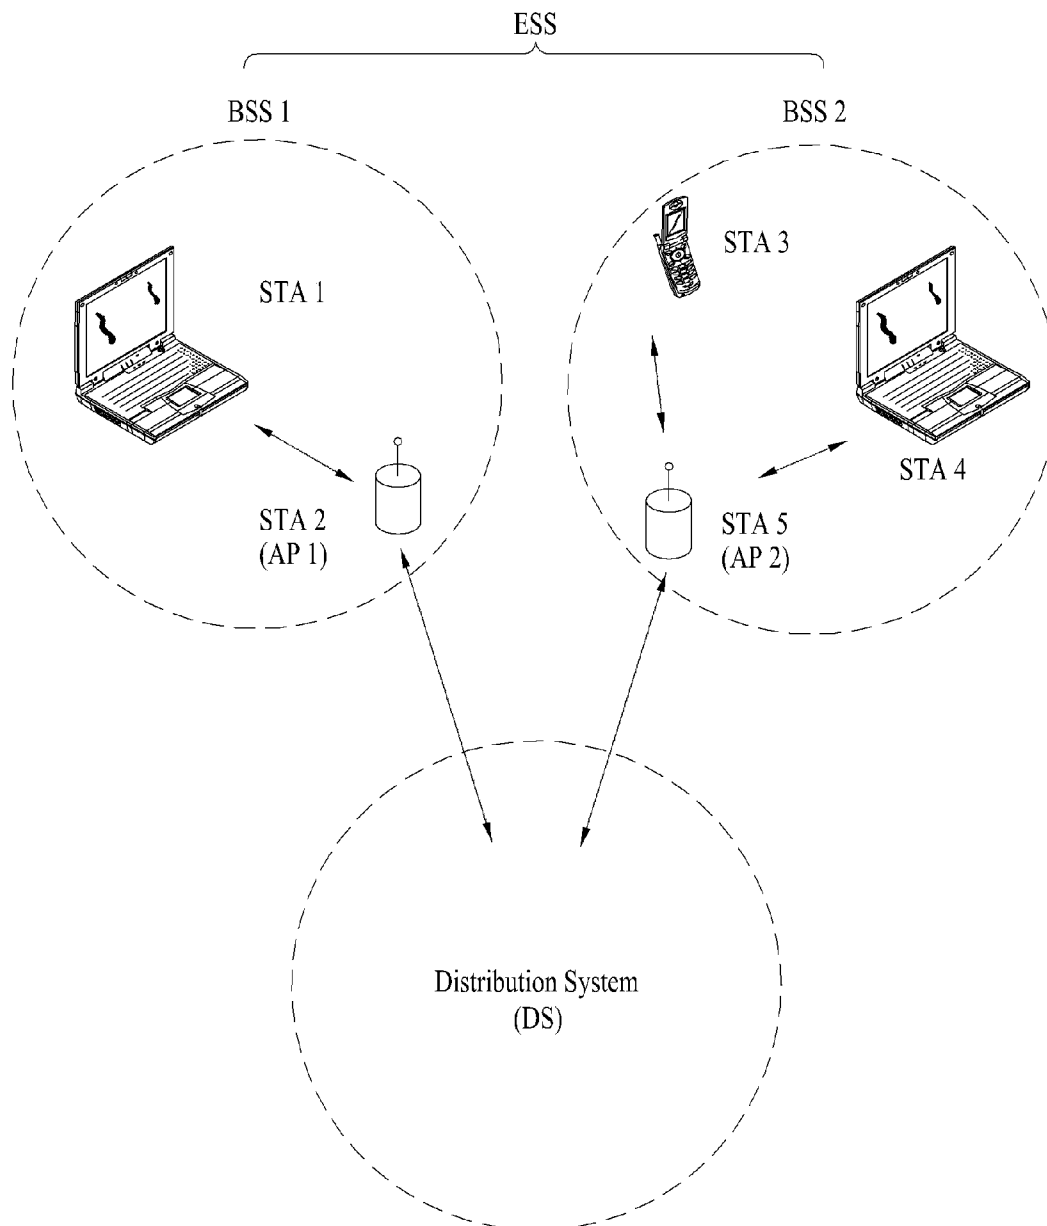 ESS
BSS 1
BSS 2
STA 1
STA 2
(AP 1)
STA 3
STA 4
STA 5
(AP 2)
Distribution System
(DS)